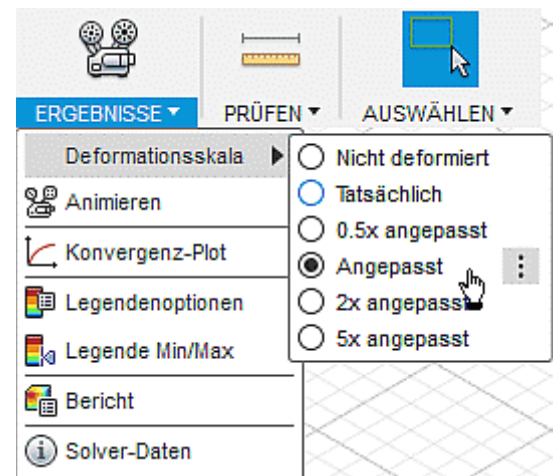 ERGEBNISSE PRÜFEN AUSWÄHLEN
Deformationsskala
Animieren
Konvergenz-Plot
Legendenoptionen
Legende Min/Max
Bericht
Solver-Daten
Nicht deformiert
Tatsächlich
0.5x angepasst
Angepasst
2x angepasst
5x angepasst